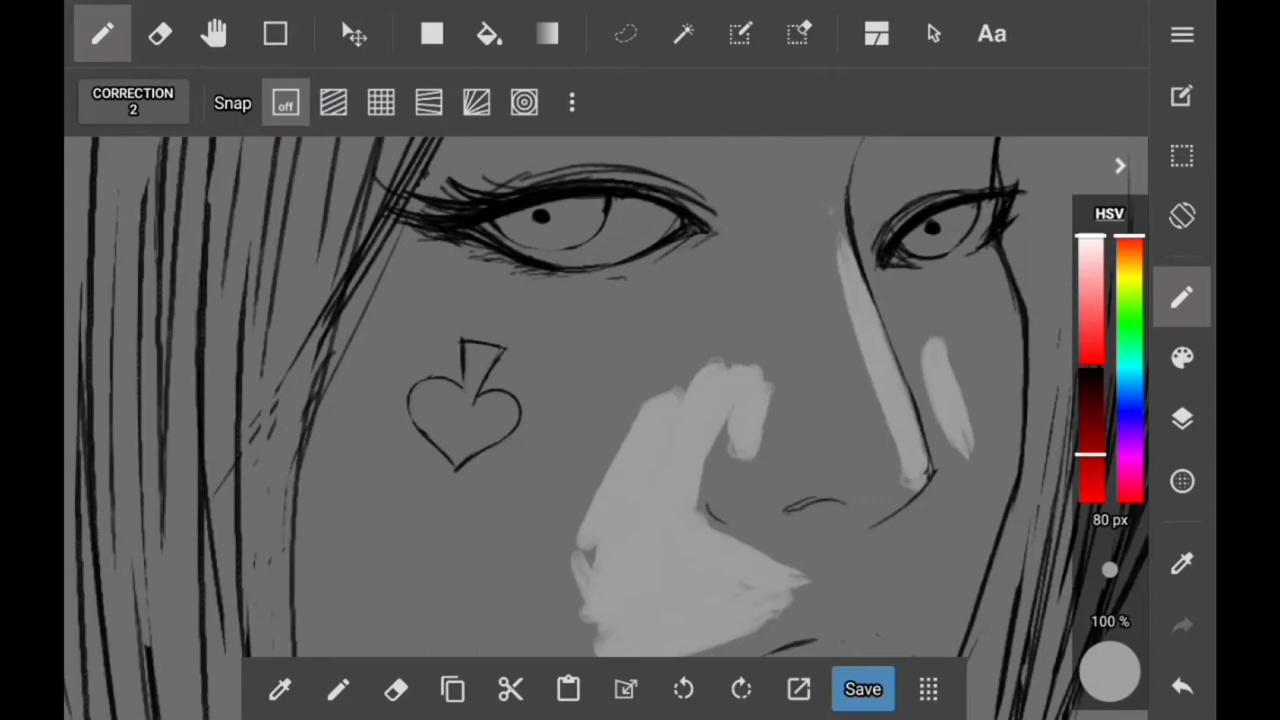 Aa
CORRECTION
2
Snap
off
HSV
80 px
100 %
Save